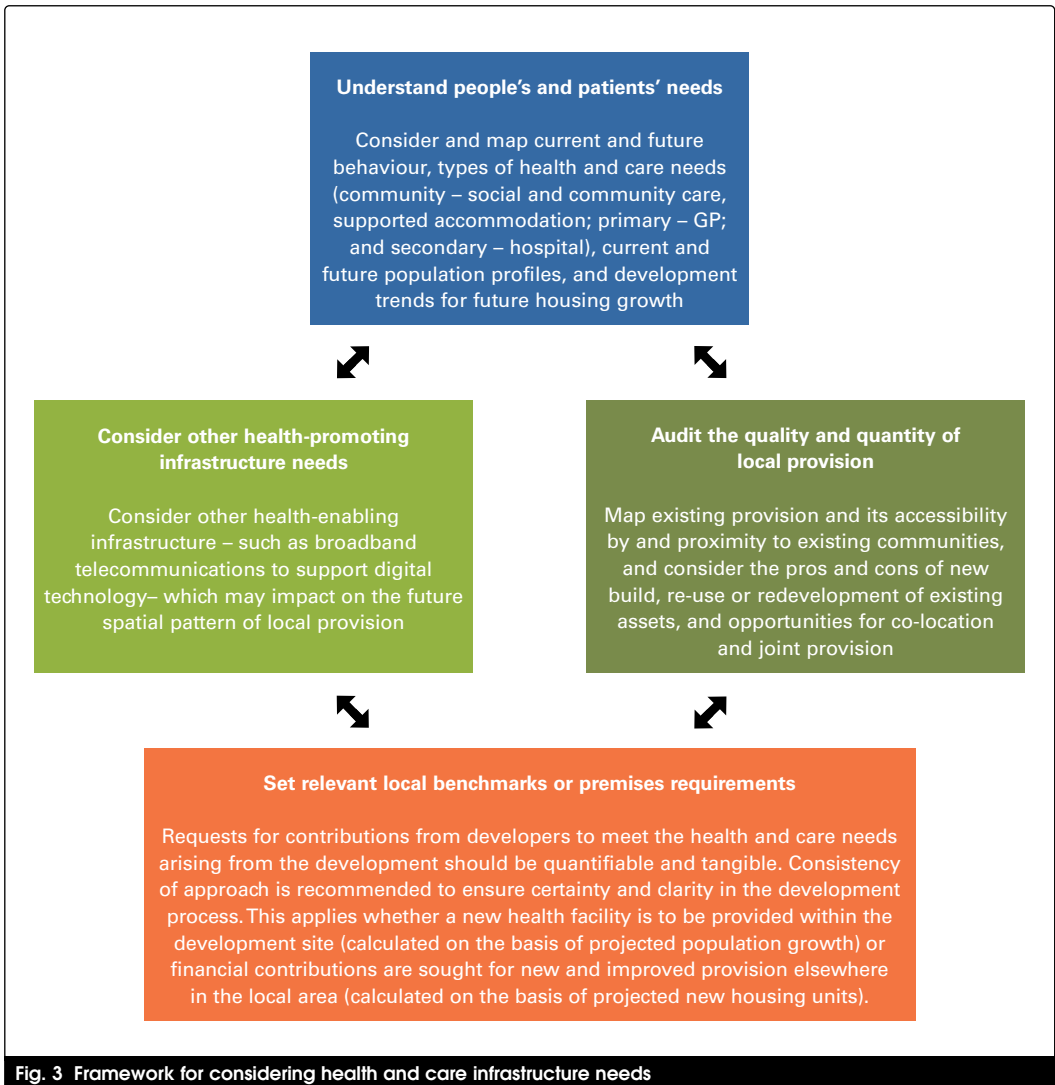 Understand people’s and patients’ needs
Consider and map current and future
behaviour, types of health and care needs
(community – social and community care,
supported accommodation; primary – GP;
and secondary – hospital), current and
future population profiles, and development
trends for future housing growth
Consider other health-promoting
infrastructure needs
Consider other health-enabling
infrastructure – such as broadband
telecommunications to support digital
technology– which may impact on the future
spatial pattern of local provision
Audit the quality and quantity of
local provision
Map existing provision and its accessibility
by and proximity to existing communities,
and consider the pros and cons of new
build, re-use or redevelopment of existing
assets, and opportunities for co-location
and joint provision
Set relevant local benchmarks or premises requirements
Requests for contributions from developers to meet the health and care needs
arising from the development should be quantifiable and tangible. Consistency
of approach is recommended to ensure certainty and clarity in the development
process. This applies whether a new health facility is to be provided within the
development site (calculated on the basis of projected population growth) or
financial contributions are sought for new and improved provision elsewhere
in the local area (calculated on the basis of projected new housing units).
Fig. 3 Framework for considering health and care infrastructure needs